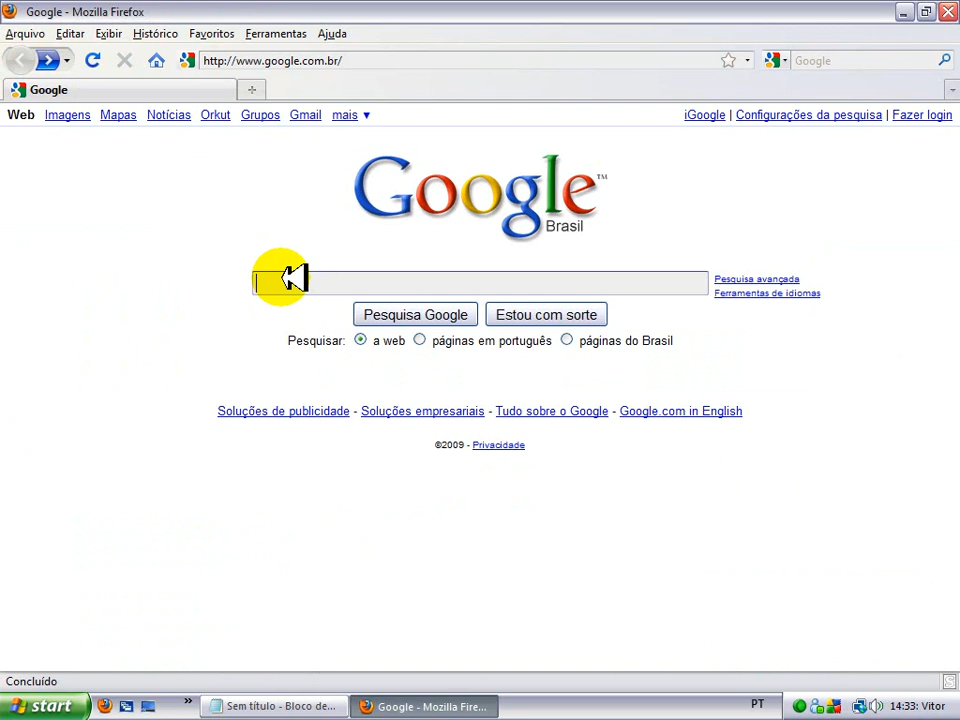 Google - Mozilla Firefox
Arquivo Editar Exibir Histórico Favoritos Ferramentas Ajuda
http://www.google.com.br/ Google
Google
Web Imagens Mapas Notícias Orkut Grupos Gmail mais ▼ iGoogle | Configurações da pesquisa | Fazer login
Google™
Brasil
Pesquisa avançada
Ferramentas de idiomas
Pesquisa Google Estou com sorte
Pesquisar: a web páginas em português páginas do Brasil
Soluções de publicidade - Soluções empresariais - Tudo sobre o Google - Google.com in English
©2009 - Privacidade
Concluído
start » Sem título - Bloco de... Google - Mozilla Fire... PT 14:33: Vitor